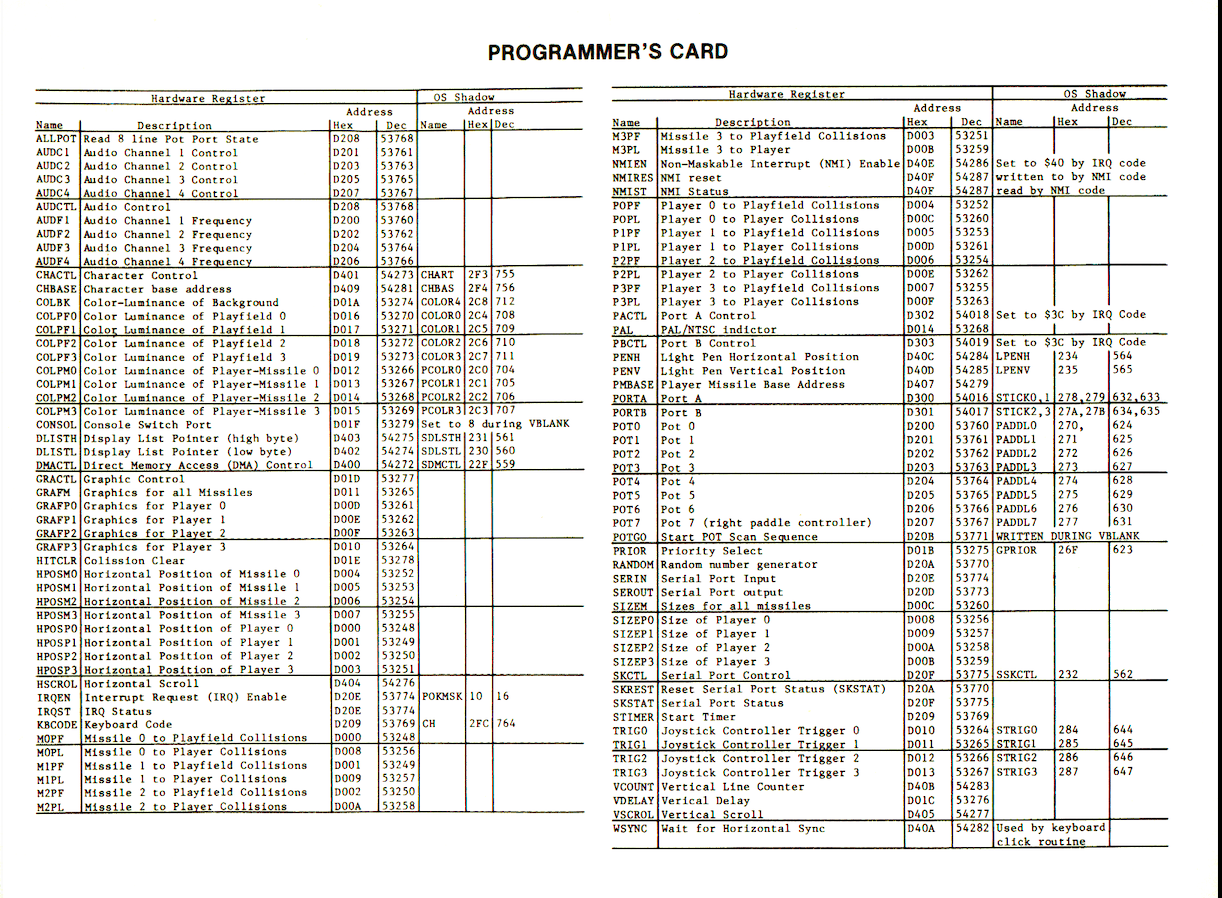 PROGRAMMER'S CARD
Hardware Register OS Shadow
Address Address
Name Description Hex Dec Name Hex Dec
ALLPOT Read 8 line Pot Port State D208 53768
AUDC1 Audio Channel 1 Control D201 53761
AUDC2 Audio Channel 2 Control D203 53763
AUDC3 Audio Channel 3 Control D205 53765
AUDC4 Audio Channel 4 Control D207 53767
AUDCTL Audio Control D208 53768
AUDF1 Audio Channel 1 Frequency D200 53760
AUDF2 Audio Channel 2 Frequency D202 53762
AUDF3 Audio Channel 3 Frequency D204 53764
AUDF4 Audio Channel 4 Frequency D206 53766
CHACTL Character Control D401 54273 CHART 2F3 755
CHBASE Character base address D409 54281 CHBAS 2F4 756
COLBK Color-Luminance of Background D01A 53274 COLOR4 2C8 712
COLPF0 Color-Luminance of Playfield 0 D016 53270 COLOR0 2C4 708
COLPF1 Color Luminance of Playfield 1 D017 53271 COLOR1 2C5 709
COLPF2 Color Luminance of Playfield 2 D018 53272 COLOR2 2C6 710
COLPF3 Color Luminance of Playfield 3 D019 53273 COLOR3 2C7 711
COLPM0 Color Luminance of Player-Missile 0 D012 53266 PCOLR0 2C0 704
COLPM1 Color Luminance of Player-Missile 1 D013 53267 PCOLR1 2C1 705
COLPM2 Color Luminance of Player-Missile 2 D014 53268 PCOLR2 2C2 706
COLPM3 Color Luminance of Player-Missile 3 D015 53269 PCOLR3 2C3 707
CONSOL Console Switch Port D01F 53279 Set to 8 during VBLANK
DLISTH Display List Pointer (high byte) D403 54275 SDLSTH 231 561
DLISTL Display List Pointer (low byte) D402 54274 SDLSTL 230 560
DMACTL Direct Memory Access (DMA) Control D400 54272 SDMCTL 22F 559
GRACTL Graphic Control D01D 53277
GRAFM Graphics for all Missiles D011 53265
GRAFP0 Graphics for Player 0 D00D 53261
GRAFP1 Graphics for Player 1 D00E 53262
GRAFP2 Graphics for Player 2 D00F 53263
GRAFP3 Graphics for Player 3 D010 53264
HITCLR Colission Clear D01E 53278
HPOSM0 Horizontal Position of Missile 0 D004 53252
HPOSM1 Horizontal Position of Missile 1 D005 53253
HPOSM2 Horizontal Position of Missile 2 D006 53254
HPOSM3 Horizontal Position of Missile 3 D007 53255
HPOSP0 Horizontal Position of Player 0 D000 53248
HPOSP1 Horizontal Position of Player 1 D001 53249
HPOSP2 Horizontal Position of Player 2 D002 53250
HPOSP3 Horizontal Position of Player 3 D003 53251
HSCROL Horizontal Scroll D404 54276
IRQEN Interrupt Request (IRQ) Enable D20E 53774 POKMSK 10 16
IRQST IRQ Status D20E 53774
KBCODE Keyboard Code D209 53769 CH 2FC 764
M0PF Missile 0 to Playfield Collisions D000 53248
M0PL Missile 0 to Player Collisions D008 53256
M1PF Missile 1 to Playfield Collisions D001 53249
M1PL Missile 1 to Player Collisions D009 53257
M2PF Missile 2 to Playfield Collisions D002 53250
M2PL Missile 2 to Player Collisions D00A 53258
Hardware Register OS Shadow
Address Address
Name Description Hex Dec Name Hex Dec
M3PF Missile 3 to Playfield Collisions D003 53251
M3PL Missile 3 to Player D00B 53259
NMIEN Non-Maskable Interrupt (NMI) Enable D40E 54286 Set to $40 by IRQ code
NMIRES NMI reset D40F 54287 written to by NMI code
NMIST NMI Status D40F 54287 read by NMI code
P0PF Player 0 to Playfield Collisions D004 53252
P0PL Player 0 to Player Collisions D00C 53260
P1PF Player 1 to Playfield Collisions D005 53253
P1PL Player 1 to Player Collisions D00D 53261
P2PF Player 2 to Playfield Collisions D006 53254
P2PL Player 2 to Player Collisions D00E 53262
P3PF Player 3 to Playfield Collisions D007 53255
P3PL Player 3 to Player Collisions D00F 53263
PACTL Port A Control D302 54018 Set to $3C by IRQ Code
PAL PAL/NTSC indictor D014 53268
PBCTL Port B Control D303 54019 Set to $3C by IRQ Code
PENH Light Pen Horizontal Position D40C 54284 LPENH 234 564
PENV Light Pen Vertical Position D40D 54285 LPENV 235 565
PMBASE Player Missile Base Address D407 54279
PORTA Port A D300 54016 STICK0,1 278,279 632,633
PORTB Port B D301 54017 STICK2,3 27A,27B 634,635
POT0 Pot 0 D200 53760 PADDL0 270, 624
POT1 Pot 1 D201 53761 PADDL1 271 625
POT2 Pot 2 D202 53762 PADDL2 272 626
POT3 Pot 3 D203 53763 PADDL3 273 627
POT4 Pot 4 D204 53764 PADDL4 274 628
POT5 Pot 5 D205 53765 PADDL5 275 629
POT6 Pot 6 D206 53766 PADDL6 276 630
POT7 Pot 7 (right paddle controller) D207 53767 PADDL7 277 631
POTGO Start POT Scan Sequence D20B 53771 WRITTEN DURING VBLANK
PRIOR Priority Select D01B 53275 GPRIOR 26F 623
RANDOM Random number generator D20A 53770
SERIN Serial Port Input D20E 53774
SEROUT Serial Port output D20D 53773
SIZEM Sizes for all missiles D00C 53260
SIZEP0 Size of Player 0 D008 53256
SIZEP1 Size of Player 1 D009 53257
SIZEP2 Size of Player 2 D00A 53258
SIZEP3 Size of Player 3 D00B 53259
SKCTL Serial Port Control D20F 53775 SSKCTL 232 562
SKREST Reset Serial Port Status (SKSTAT) D20A 53770
SKSTAT Serial Port Status D20F 53775
STIMER Start Timer D209 53769
TRIG0 Joystick Controller Trigger 0 D010 53264 STRIG0 284 644
TRIG1 Joystick Controller Trigger 1 D011 53265 STRIG1 285 645
TRIG2 Joystick Controller Trigger 2 D012 53266 STRIG2 286 646
TRIG3 Joystick Controller Trigger 3 D013 53267 STRIG3 287 647
VCOUNT Vertical Line Counter D40B 54283
VDELAY Verical Delay D01C 53276
VSCROL Vertical Scroll D405 54277
WSYNC Wait for Horizontal Sync D40A 54282 Used by keyboard
click routine